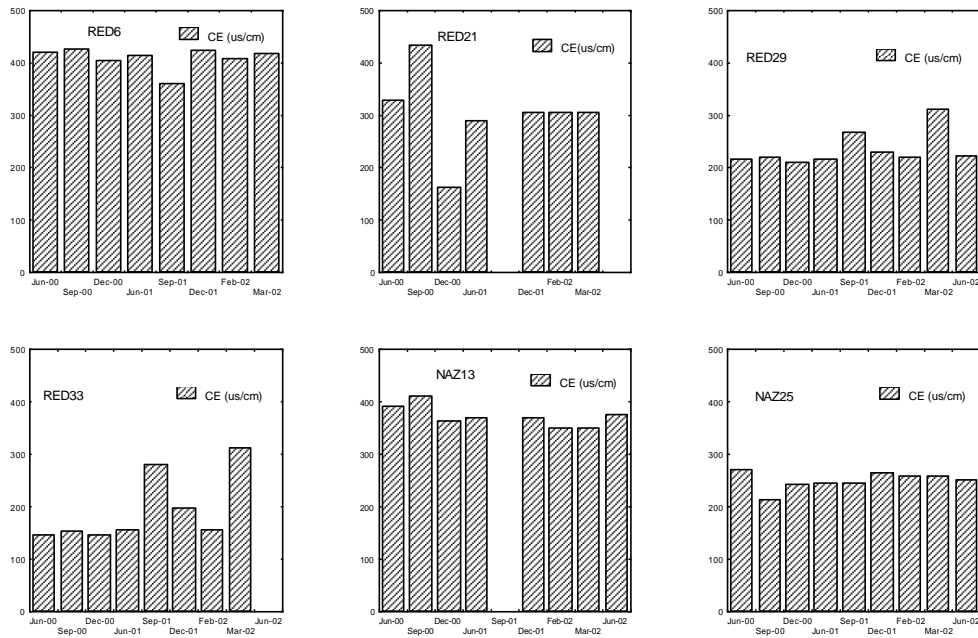 500
400
300
200
100
0
RED6
CE (us/cm)
Jun-00 Dec-00 Sep-01 Feb-02
Sep-00 Jun-01 Dec-01 Mar-02
500
400
300
200
100
0
RED21
CE(us/cm)
Jun-00 Dec-00 Sep-01 Feb-02
Sep-00 Jun-01 Dec-01 Mar-02
500
400
300
200
100
0
RED29
CE (us/cm)
Jun-00 Dec-00 Sep-01 Feb-02 Jun-02
Sep-00 Jun-01 Dec-01 Mar-02
500
400
300
200
100
0
RED33
CE (us/cm)
Jun-00 Dec-00 Sep-01 Feb-02 Jun-02
Sep-00 Jun-01 Dec-01 Mar-02
500
400
300
200
100
0
NAZ13
CE (us/cm)
Jun-00 Dec-00 Sep-01 Feb-02 Jun-02
Sep-00 Jun-01 Dec-01 Mar-02
500
400
300
200
100
0
NAZ25
CE (us/cm)
Jun-00 Dec-00 Sep-01 Feb-02 Jun-02
Sep-00 Jun-01 Dec-01 Mar-02